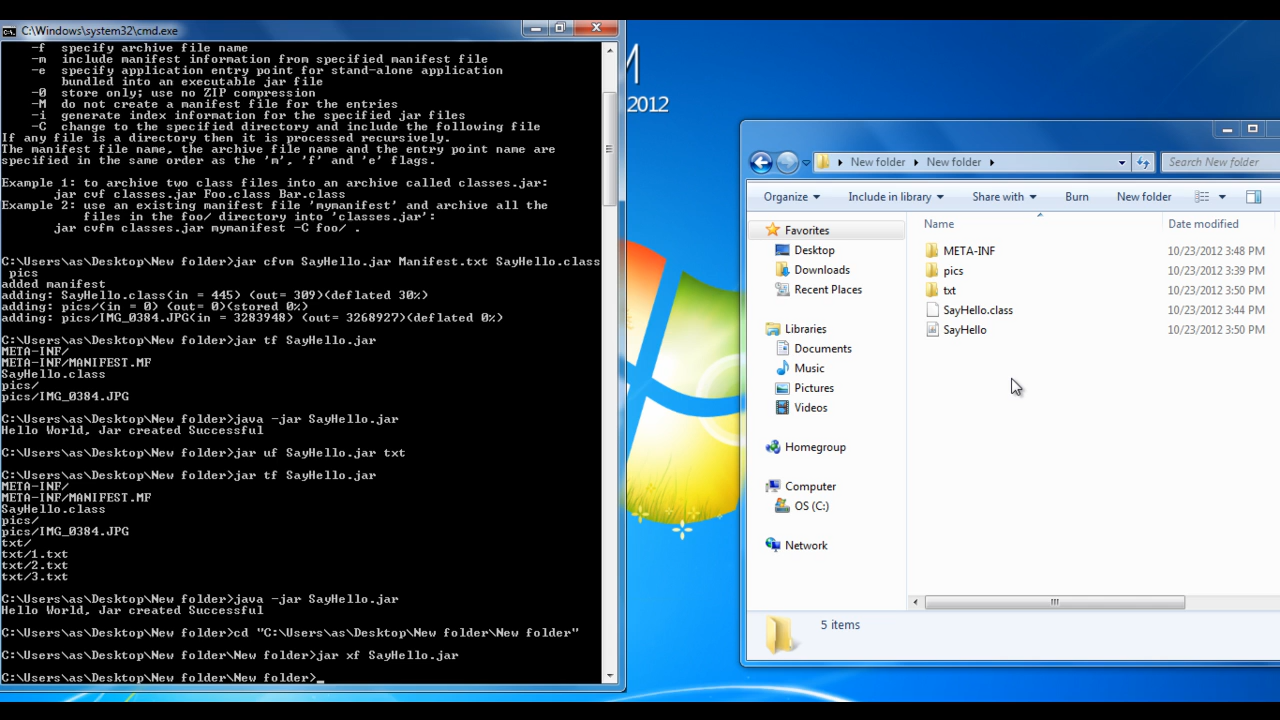 C:\Windows\system32\cmd.exe
-f  specify archive file name
-m  include manifest information from specified manifest file
-e  specify application entry point for stand-alone application
bundled into an executable jar file
-0  store only; use no ZIP compression
-M  do not create a manifest file for the entries
-i  generate index information for the specified jar files
-C  change to the specified directory and include the following file
If any file is a directory then it is processed recursively.
The manifest file name, the archive file name and the entry point name are
specified in the same order as the 'm', 'f' and 'e' flags.
Example 1: to archive two class files into an archive called classes.jar:
jar cvf classes.jar Foo.class Bar.class
Example 2: use an existing manifest file 'mymanifest' and archive all the
files in the foo/ directory into 'classes.jar':
jar cvfm classes.jar mymanifest -C foo/ .
C:\Users\as\Desktop\New folder>jar cfvm SayHello.jar Manifest.txt SayHello.class
pics
added manifest
adding: SayHello.class(in = 445) (out= 309)(deflated 30%)
adding: pics/(in = 0) (out= 0)(stored 0%)
adding: pics/IMG_0384.JPG(in = 3283948) (out= 3268927)(deflated 0%)
C:\Users\as\Desktop\New folder>jar tf SayHello.jar
META-INF/
META-INF/MANIFEST.MF
SayHello.class
pics/
pics/IMG_0384.JPG
C:\Users\as\Desktop\New folder>java -jar SayHello.jar
Hello World, Jar created Successful
C:\Users\as\Desktop\New folder>jar uf SayHello.jar txt
C:\Users\as\Desktop\New folder>jar tf SayHello.jar
META-INF/
META-INF/MANIFEST.MF
SayHello.class
pics/
pics/IMG_0384.JPG
txt/
txt/1.txt
txt/2.txt
txt/3.txt
C:\Users\as\Desktop\New folder>java -jar SayHello.jar
Hello World, Jar created Successful
C:\Users\as\Desktop\New folder>cd "C:\Users\as\Desktop\New folder\New folder"
C:\Users\as\Desktop\New folder\New folder>jar xf SayHello.jar
C:\Users\as\Desktop\New folder\New folder>_
M
2012
New folder
New folder
Search New folder
Organize
Include in library
Share with
Burn
New folder
Favorites
Desktop
Downloads
Recent Places
Libraries
Documents
Music
Pictures
Videos
Homegroup
Computer
OS (C:)
Network
Name
Date modified
META-INF
10/23/2012 3:48 PM
pics
10/23/2012 3:39 PM
txt
10/23/2012 3:50 PM
SayHello.class
10/23/2012 3:44 PM
SayHello
10/23/2012 3:50 PM
5 items